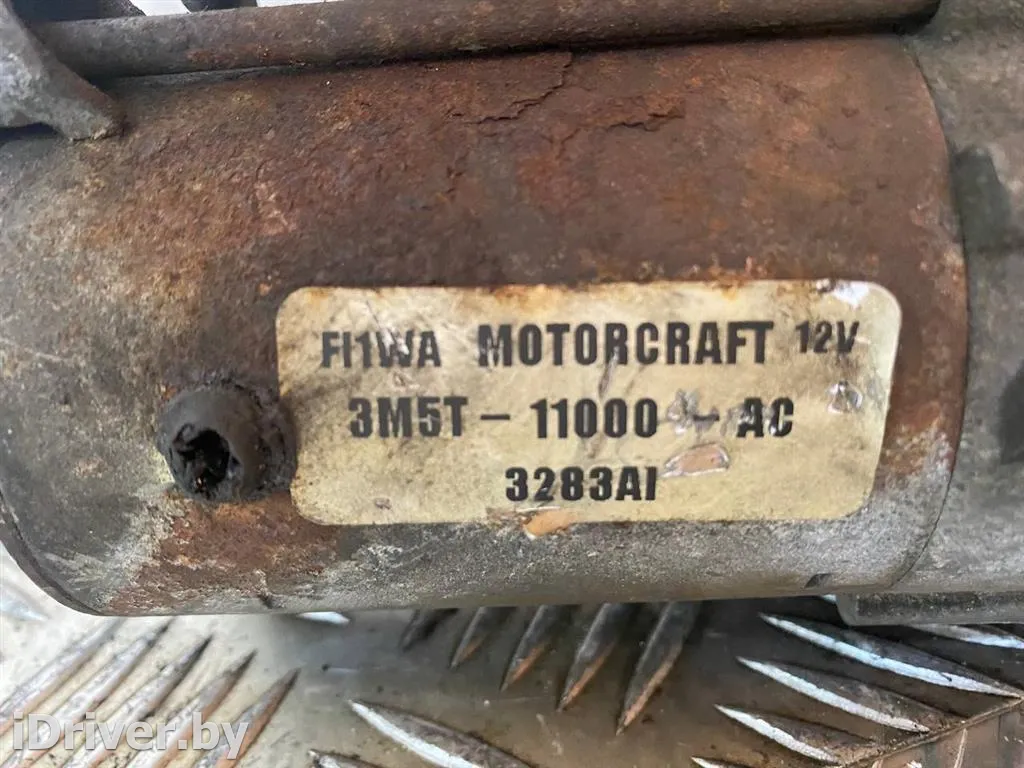 FI1WA MOTORCRAFT 12V
3M5T - 11000 - AC
3283AI
iDriver.by